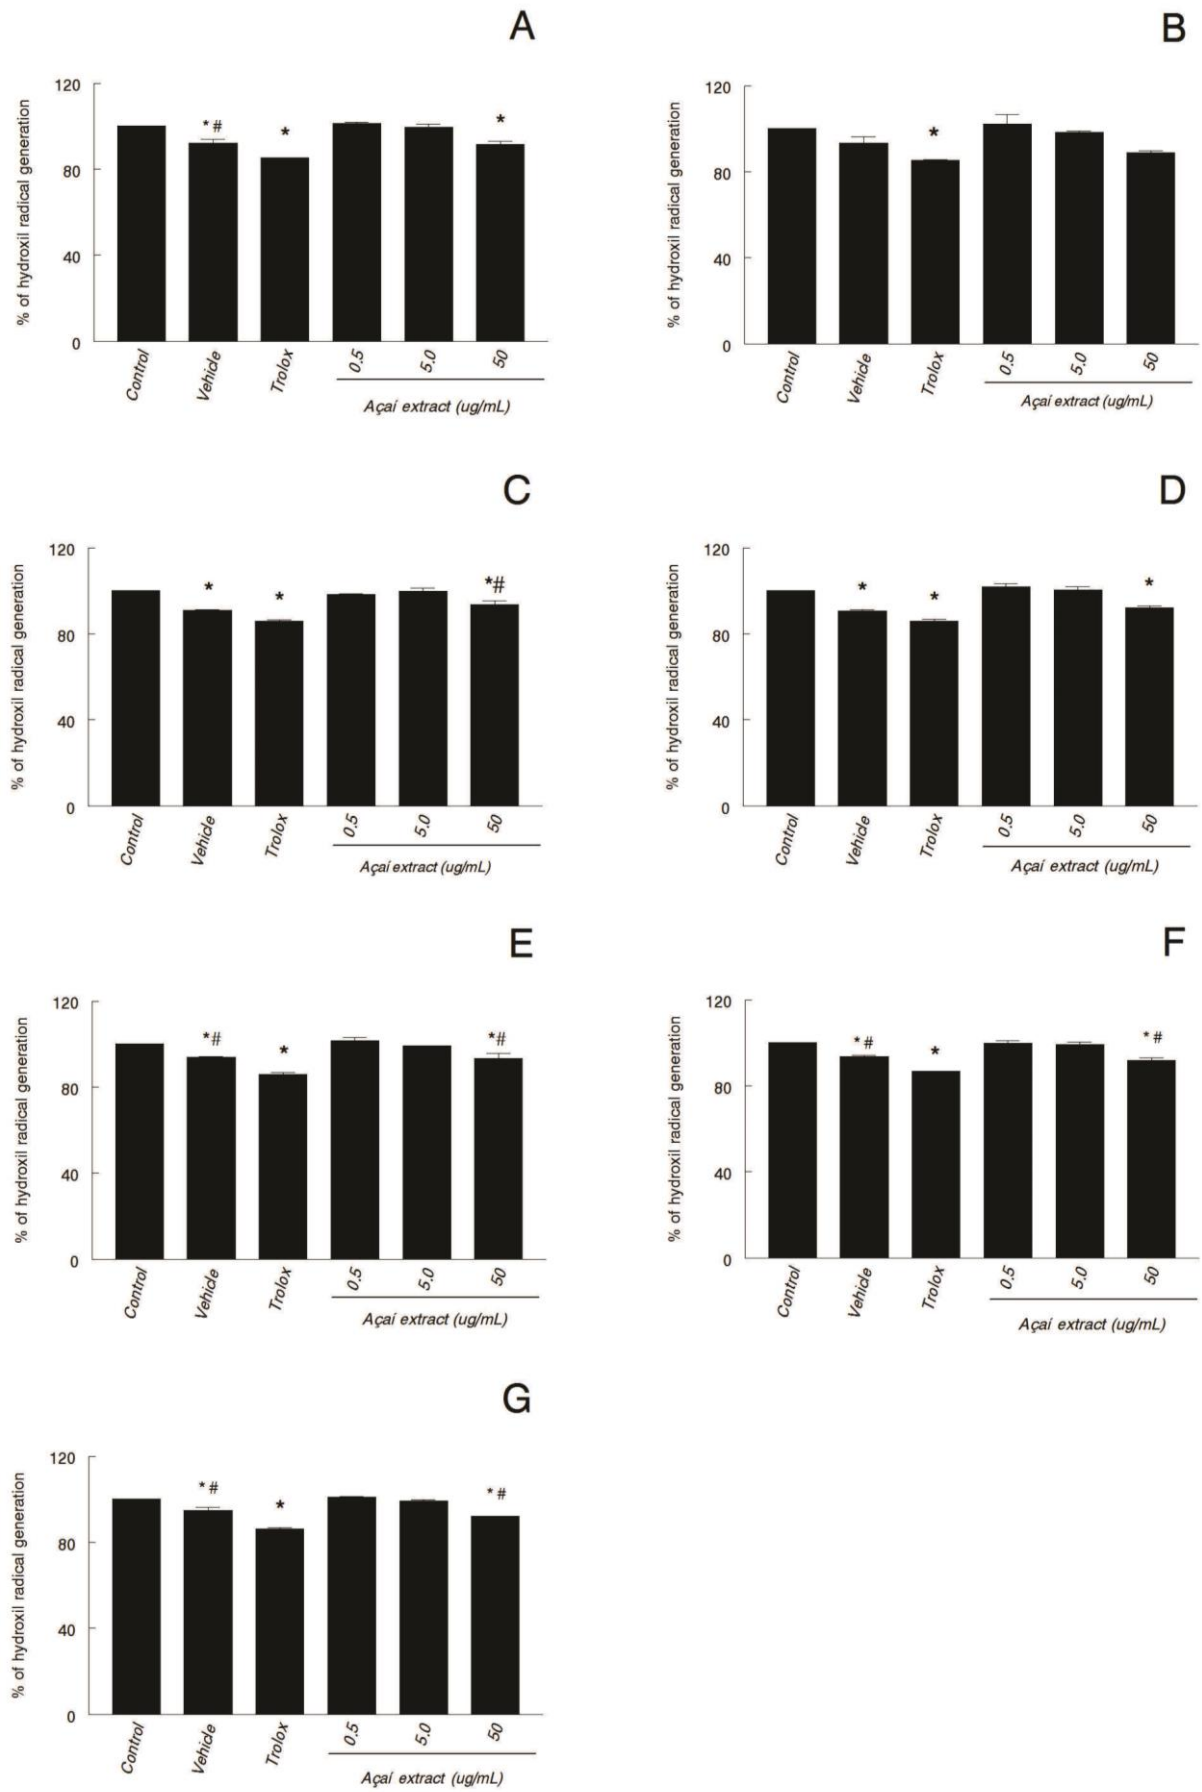 A
% of hydroxil radical generation
120
80
40
0
* #
*
*
Control
Vehicle
Trolox
0.5
5.0
50
Açaí extract (ug/mL)
B
% of hydroxil radical generation
120
80
40
0
*
Control
Vehicle
Trolox
0.5
5.0
50
Açaí extract (ug/mL)
C
% of hydroxil radical generation
120
80
40
0
*
*
*#
Control
Vehicle
Trolox
0.5
5.0
50
Açaí extract (ug/mL)
D
% of hydroxil radical generation
120
80
40
0
*
*
*
Control
Vehicle
Trolox
0.5
5.0
50
Açaí extract (ug/mL)
E
% of hydroxil radical generation
120
80
40
0
*#
*
*#
Control
Vehicle
Trolox
0.5
5.0
50
Açaí extract (ug/mL)
F
% of hydroxil radical generation
120
80
40
0
* #
*
* #
Control
Vehicle
Trolox
0.5
5.0
50
Açaí extract (ug/mL)
G
% of hydroxil radical generation
120
80
40
0
* #
*
* #
Control
Vehicle
Trolox
0.5
5.0
50
Açaí extract (ug/mL)